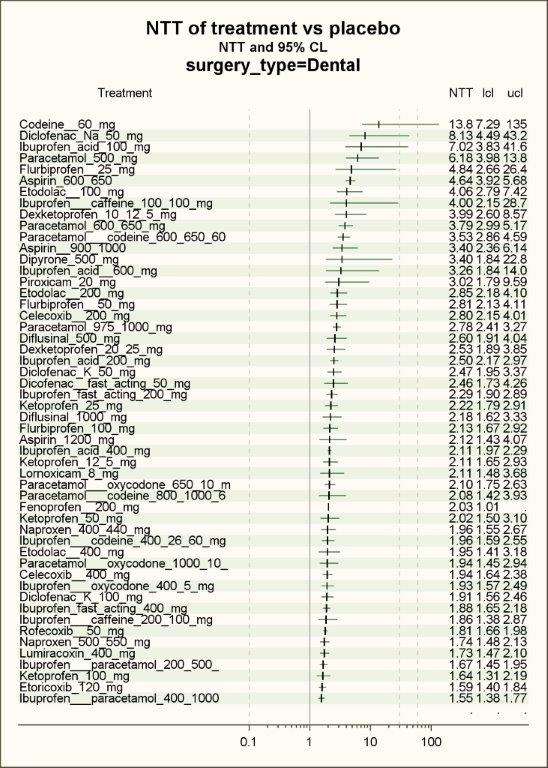 NTT of treatment vs placebo
NTT and 95% CL
surgery_type=Dental
Treatment NTT lcl ucl
Codeine__60_mg 13.8 7.29 135
Diclofenac_Na_50_mg 8.13 4.49 43.2
Ibuprofen_acid_100_mg 7.02 3.83 41.6
Paracetamol_500_mg 6.18 3.98 13.8
Flurbiprofen__25_mg 4.84 2.66 26.4
Aspirin_600_650 4.64 3.92 5.68
Etodolac__100_mg 4.06 2.79 7.42
Ibuprofen___caffeine_100_100_mg 4.00 2.15 28.7
Dexketoprofen_10_12_5_mg 3.99 2.60 8.57
Paracetamol_600_650_mg 3.79 2.99 5.17
Paracetamol___codeine_600_650_60 3.53 2.86 4.59
Aspirin__900_1000 3.40 2.36 6.14
Dipyrone_500_mg 3.40 1.84 22.8
Ibuprofen_acid__600_mg 3.26 1.84 14.0
Piroxicam_20_mg 3.02 1.79 9.59
Etodolac__200_mg 2.85 2.18 4.10
Flurbiprofen__50_mg 2.81 2.13 4.11
Celecoxib__200_mg 2.80 2.15 4.01
Paracetamol_975_1000_mg 2.78 2.41 3.27
Diflusinal_500_mg 2.60 1.91 4.04
Dexketoprofen_20_25_mg 2.53 1.89 3.85
Ibuprofen_acid_200_mg 2.50 2.17 2.97
Diclofenac_K_50_mg 2.47 1.95 3.37
Dicofenac__fast_acting_50_mg 2.46 1.73 4.26
Ibuprofen_fast_acting_200_mg 2.29 1.90 2.89
Ketoprofen_25_mg 2.22 1.79 2.91
Diflusinal_1000_mg 2.18 1.62 3.33
Flurbiprofen_100_mg 2.13 1.67 2.92
Aspirin_1200_mg 2.12 1.43 4.07
Ibuprofen_acid_400_mg 2.11 1.97 2.29
Ketoprofen_12_5_mg 2.11 1.65 2.93
Lornoxicam_8_mg 2.11 1.48 3.68
Paracetamol___oxycodone_650_10_m 2.10 1.75 2.63
Paracetamol___codeine_800_1000_6 2.08 1.42 3.93
Fenoprofen__200_mg 2.03 1.01 .
Ketoprofen_50_mg 2.02 1.50 3.10
Naproxen_400_440_mg 1.96 1.55 2.67
Ibuprofen___codeine_400_26_60_mg 1.96 1.59 2.55
Etodolac__400_mg 1.95 1.41 3.18
Paracetamol___oxycodone_1000_10_ 1.94 1.45 2.94
Celecoxib__400_mg 1.94 1.64 2.38
Ibuprofen___oxycodone_400_5_mg 1.93 1.57 2.49
Diclofenac_K_100_mg 1.91 1.56 2.46
Ibuprofen_fast_acting_400_mg 1.88 1.65 2.18
Ibuprofen___caffeine_200_100_mg 1.86 1.38 2.87
Rofecoxib__50_mg 1.81 1.66 1.98
Naproxen_500_550_mg 1.74 1.48 2.13
Lumiracoxin_400_mg 1.73 1.47 2.10
Ibuprofen___paracetamol_200_500_ 1.67 1.45 1.95
Ketoprofen_100_mg 1.64 1.31 2.19
Etoricoxib_120_mg 1.59 1.40 1.84
Ibuprofen___paracetamol_400_1000 1.55 1.38 1.77
. . .
0.1 1 10 100